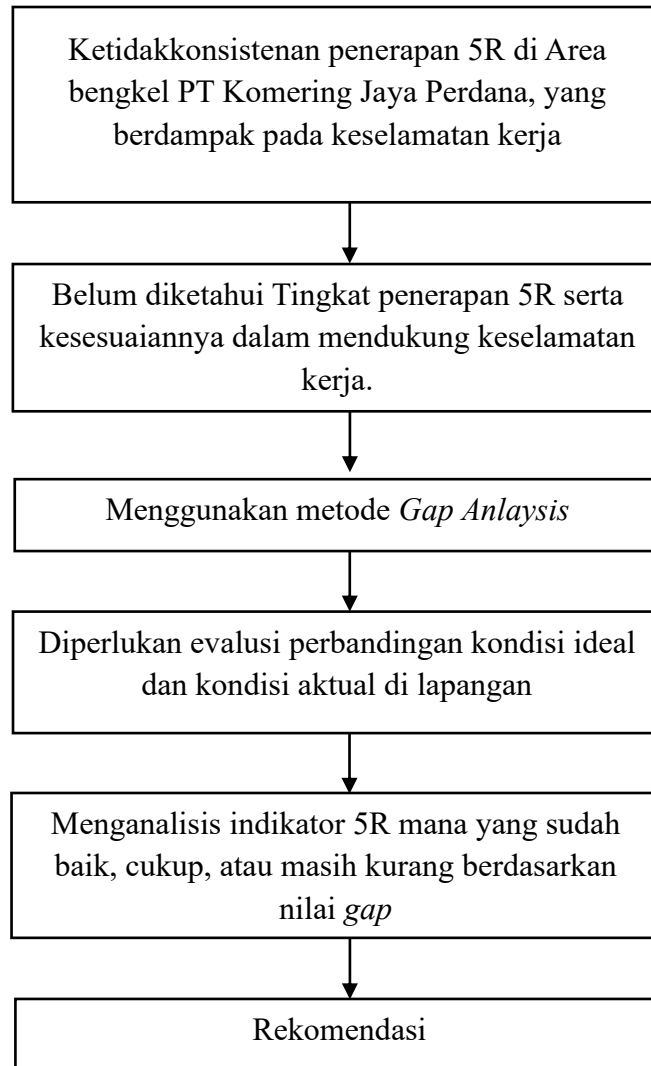 Ketidakkonsistenan penerapan 5R di Area
bengkel PT Komering Jaya Perdana, yang
berdampak pada keselamatan kerja
Belum diketahui Tingkat penerapan 5R serta
kesesuaiannya dalam mendukung keselamatan
kerja.
Menggunakan metode Gap Anlaysis
Diperlukan evalusi perbandingan kondisi ideal
dan kondisi aktual di lapangan
Menganalisis indikator 5R mana yang sudah
baik, cukup, atau masih kurang berdasarkan
nilai gap
Rekomendasi